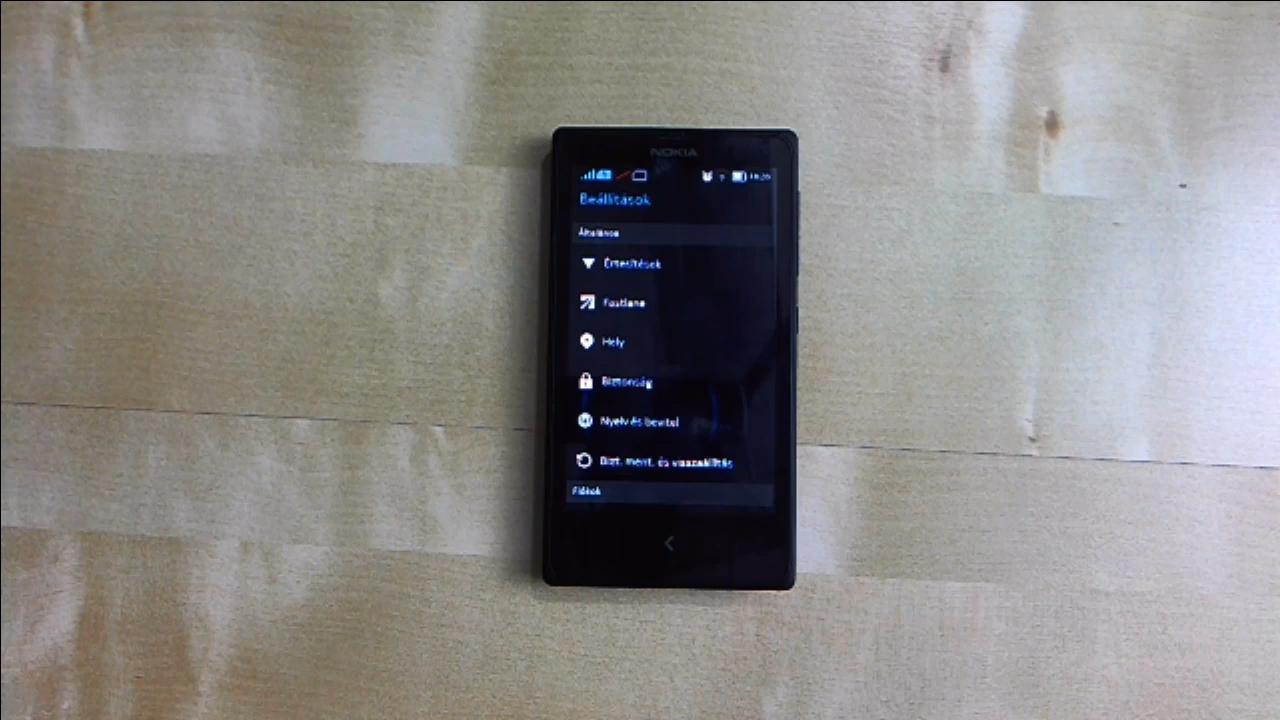 NOKIA
Beállítások
Általános
Értesítések
Fastlane
Hely
Biztonság
Nyelv és bevitel
Bizt. ment. és visszaállítás
Fiókok